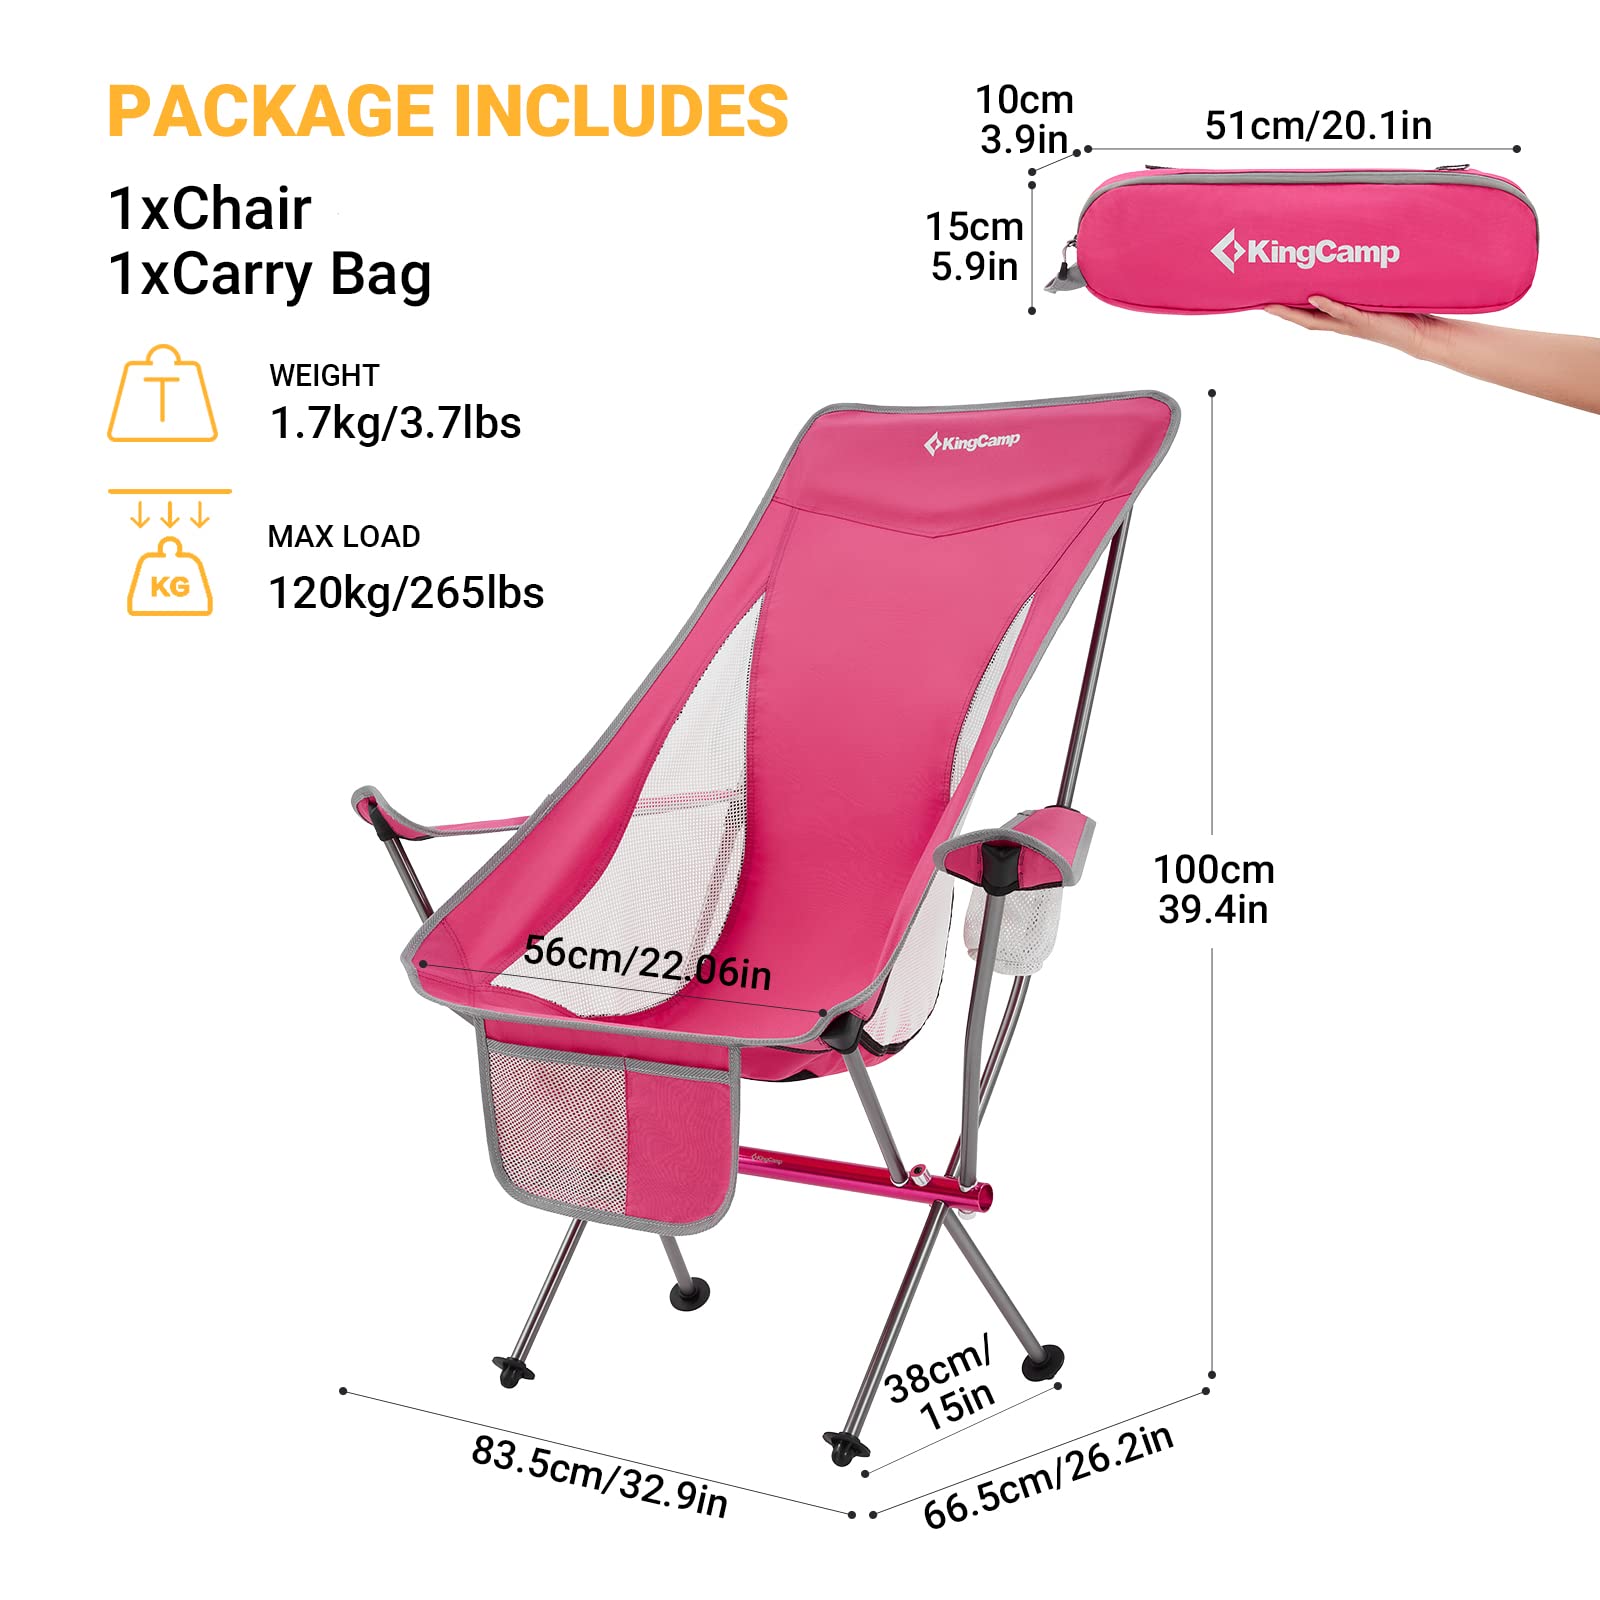 PACKAGE INCLUDES
1xChair
1xCarry Bag
WEIGHT
1.7kg/3.7lbs
MAX LOAD
KG
120kg/265lbs
10cm
3.9in
51cm/20.1in
15cm
5.9in
KingCamp
KingCamp
100cm
39.4in
56cm/22.06in
KingCamp
38cm/
15in
83.5cm/32.9in
66.5cm/26.2in